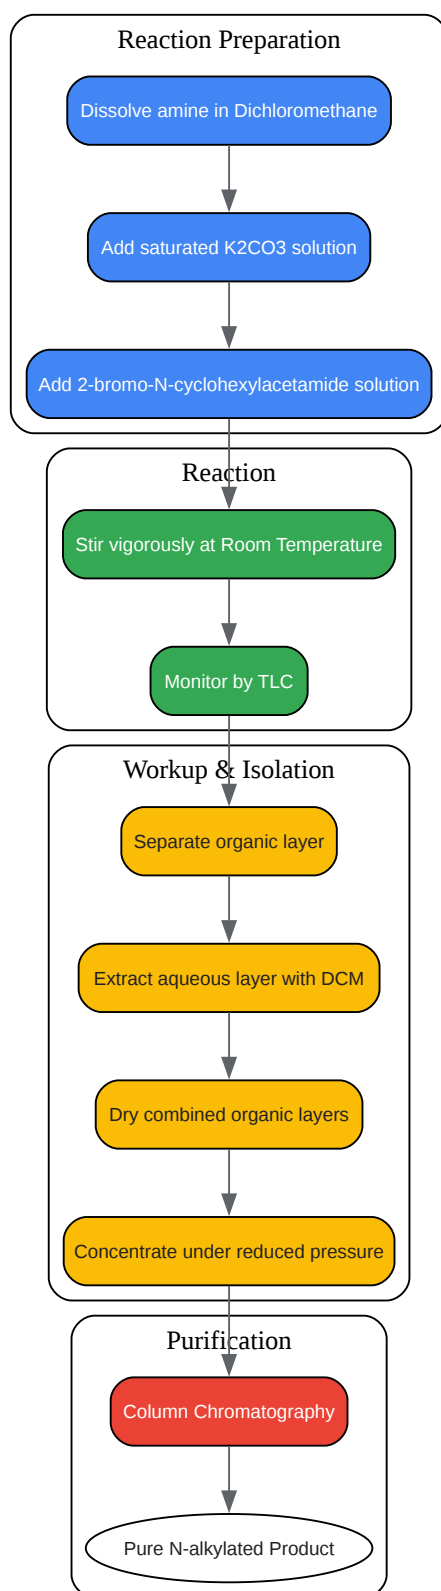 Reaction Preparation
Dissolve amine in Dichloromethane
Add saturated K2CO3 solution
Add 2-bromo-N-cyclohexylacetamide solution
Reaction
Stir vigorously at Room Temperature
Monitor by TLC
Workup & Isolation
Separate organic layer
Extract aqueous layer with DCM
Dry combined organic layers
Concentrate under reduced pressure
Purification
Column Chromatography
Pure N-alkylated Product